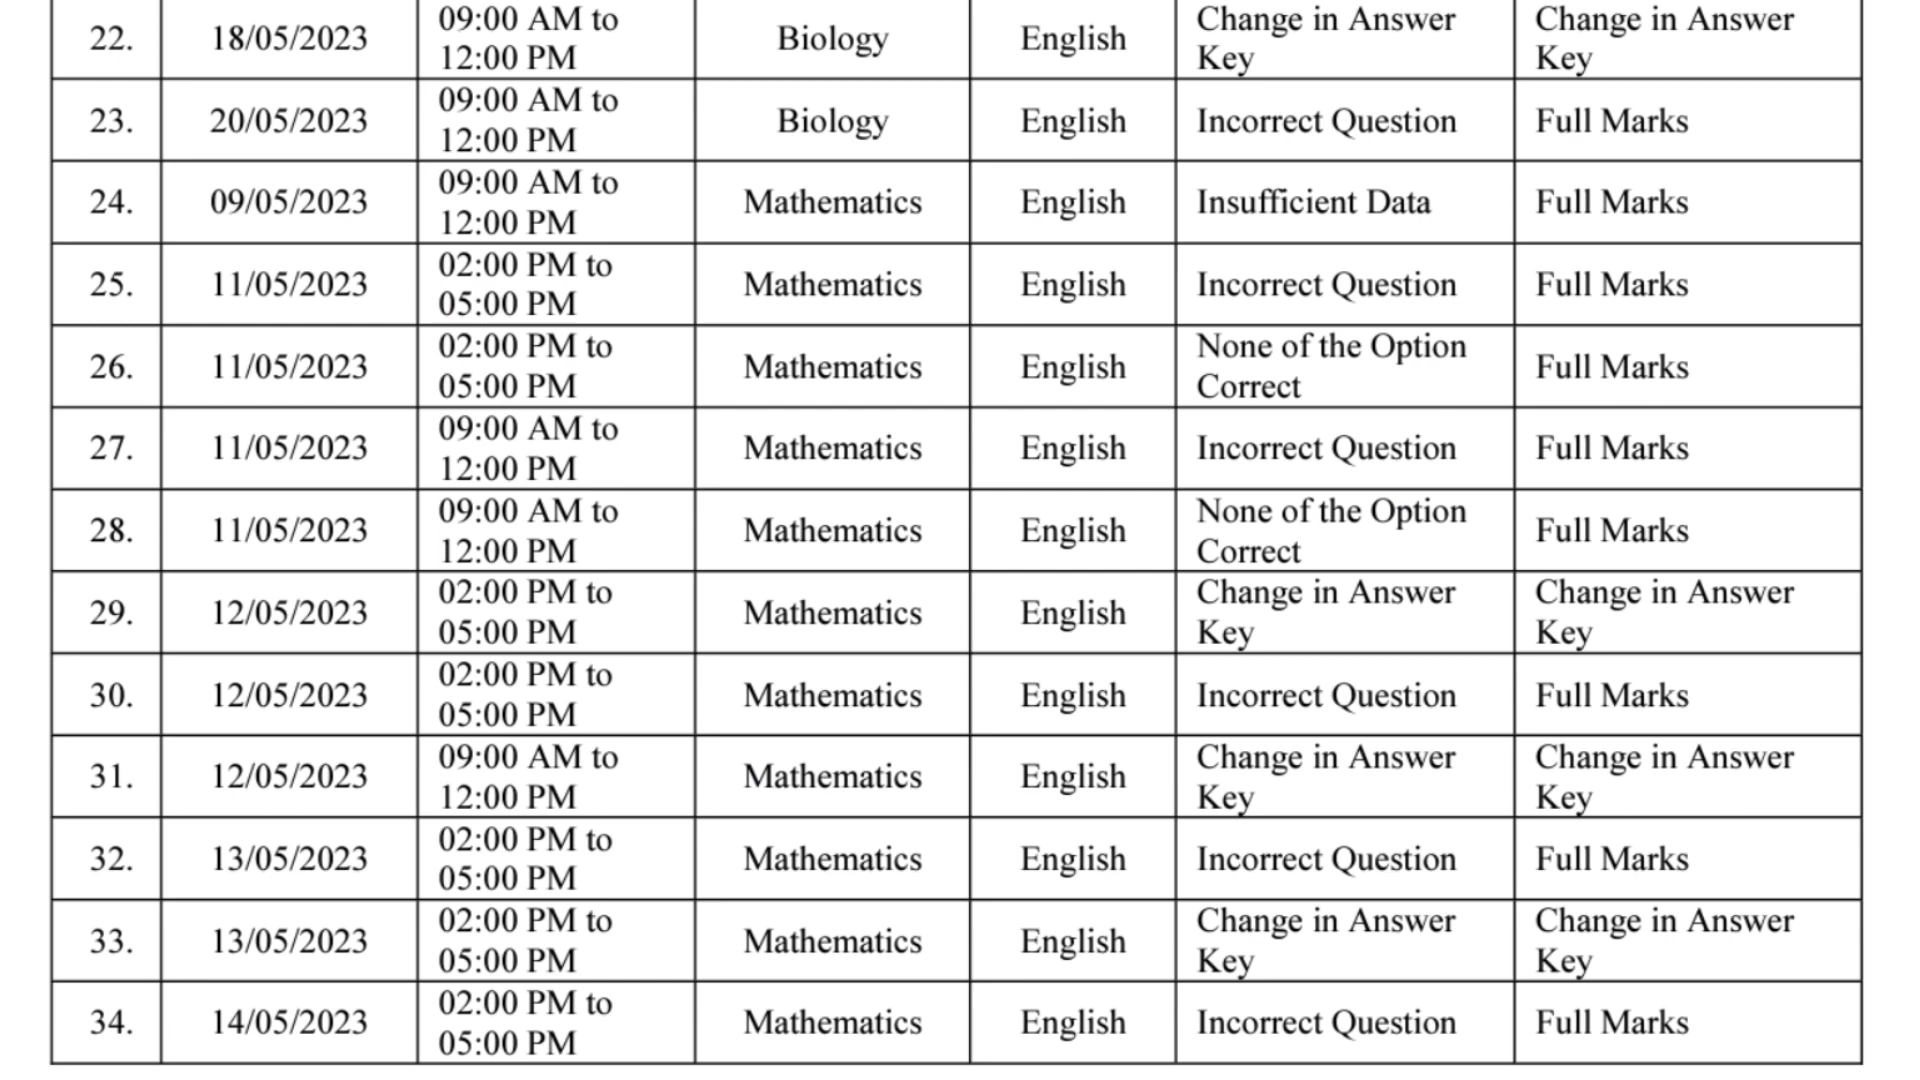 22. 18/05/2023 09:00 AM to 12:00 PM Biology English Change in Answer Key Change in Answer Key
23. 20/05/2023 09:00 AM to 12:00 PM Biology English Incorrect Question Full Marks
24. 09/05/2023 09:00 AM to 12:00 PM Mathematics English Insufficient Data Full Marks
25. 11/05/2023 02:00 PM to 05:00 PM Mathematics English Incorrect Question Full Marks
26. 11/05/2023 02:00 PM to 05:00 PM Mathematics English None of the Option Correct Full Marks
27. 11/05/2023 09:00 AM to 12:00 PM Mathematics English Incorrect Question Full Marks
28. 11/05/2023 09:00 AM to 12:00 PM Mathematics English None of the Option Correct Full Marks
29. 12/05/2023 02:00 PM to 05:00 PM Mathematics English Change in Answer Key Change in Answer Key
30. 12/05/2023 02:00 PM to 05:00 PM Mathematics English Incorrect Question Full Marks
31. 12/05/2023 09:00 AM to 12:00 PM Mathematics English Change in Answer Key Change in Answer Key
32. 13/05/2023 02:00 PM to 05:00 PM Mathematics English Incorrect Question Full Marks
33. 13/05/2023 02:00 PM to 05:00 PM Mathematics English Change in Answer Key Change in Answer Key
34. 14/05/2023 02:00 PM to 05:00 PM Mathematics English Incorrect Question Full Marks